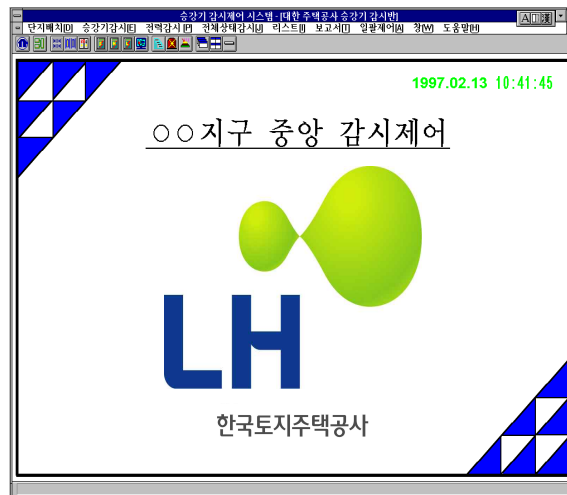 승강기 감시제어 시스템-[대한 주택공사 승강기 감시반]
단지배치[D] 승강기감시[E] 전력감시[P] 전체상태감시[J] 리스트[I] 보고서[T] 일괄제어[A] 창[W] 도움말[H]
1997.02.13 10:41:45
○○지구 중앙 감시제어
LH
한국토지주택공사